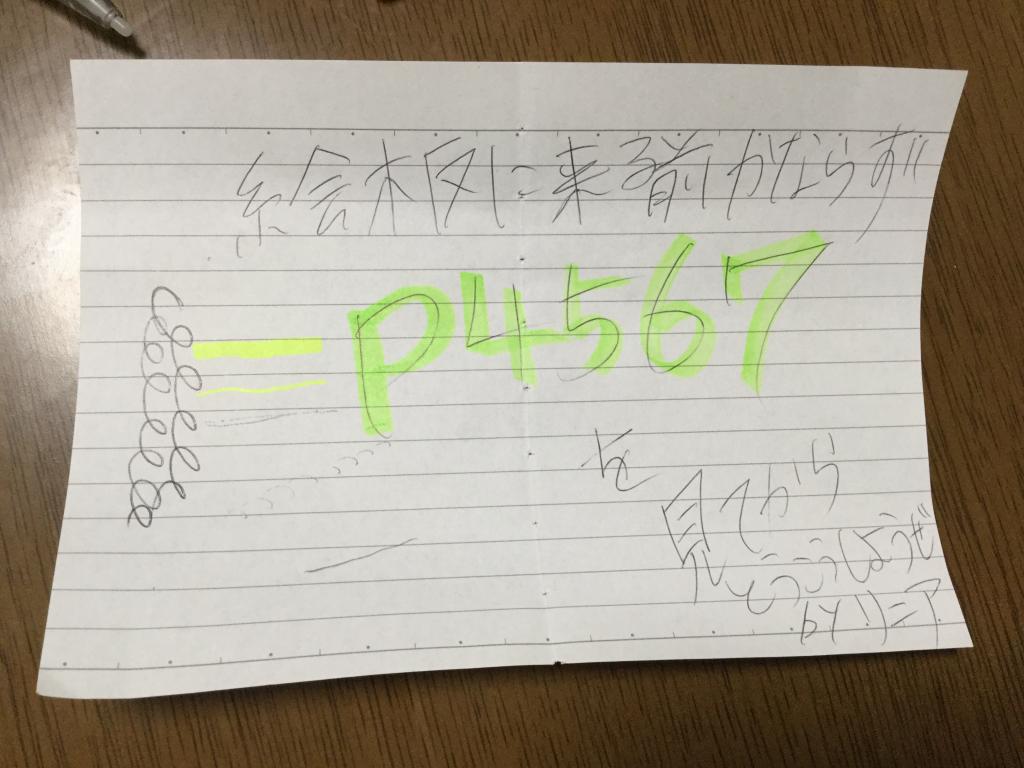 絵本風に来る前かならず
P4567
を
見てから
とうこうしようぜ
byリニア